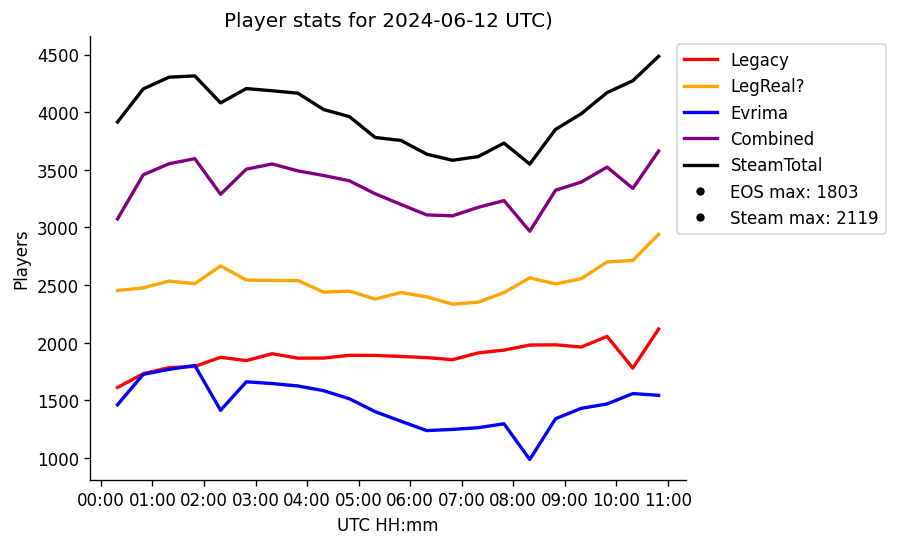 Player stats for 2024-06-12 UTC)
4500
4000
3500
3000
2500
2000
1500
1000
Players
00:00 01:00 02:00 03:00 04:00 05:00 06:00 07:00 08:00 09:00 10:00 11:00
UTC HH:mm
Legacy
LegReal?
Evrima
Combined
SteamTotal
EOS max: 1803
Steam max: 2119